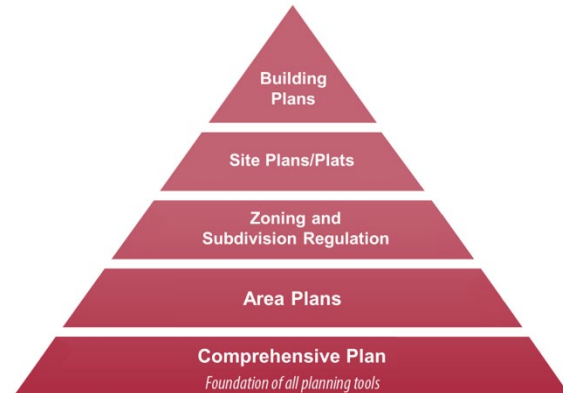 Building
Plans
Site Plans/Plats
Zoning and
Subdivision Regulation
Area Plans
Comprehensive Plan
Foundation of all planning tools